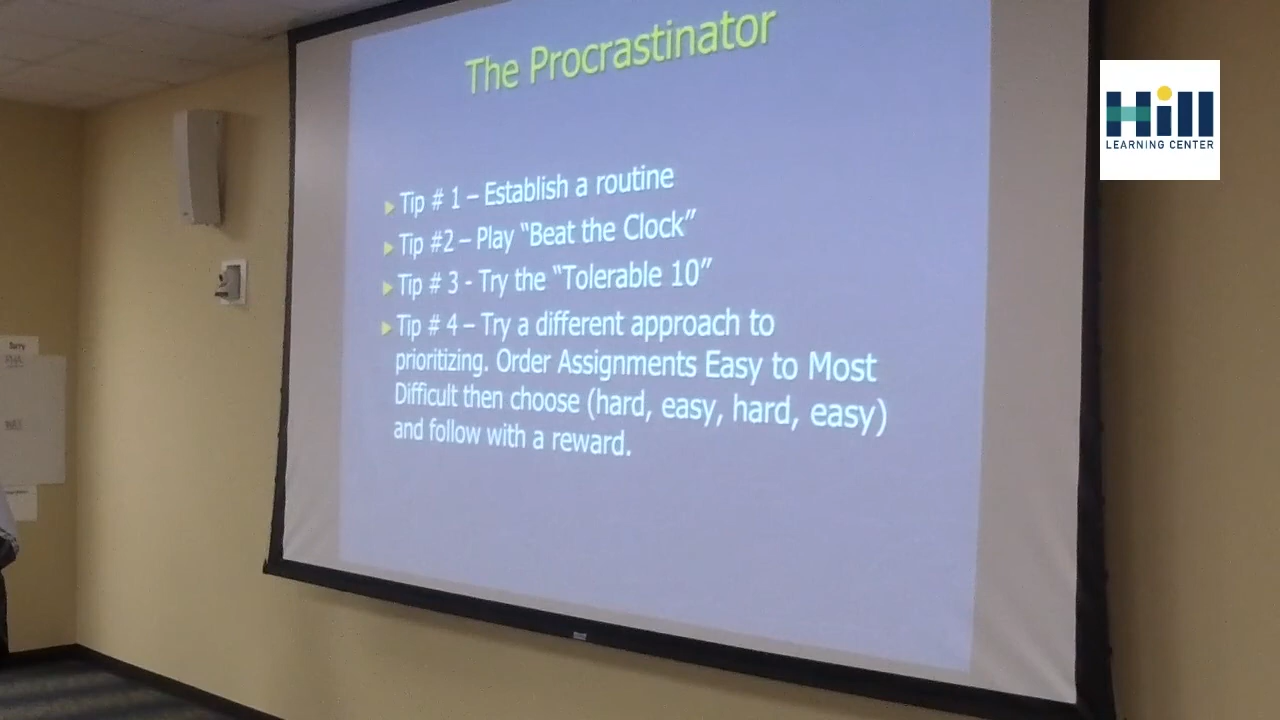 The Procrastinator
Hill
LEARNING CENTER
Tip # 1 – Establish a routine
Tip #2 – Play “Beat the Clock”
Tip # 3 - Try the “Tolerable 10”
Tip # 4 – Try a different approach to
prioritizing. Order Assignments Easy to Most
Difficult then choose (hard, easy, hard, easy)
and follow with a reward.